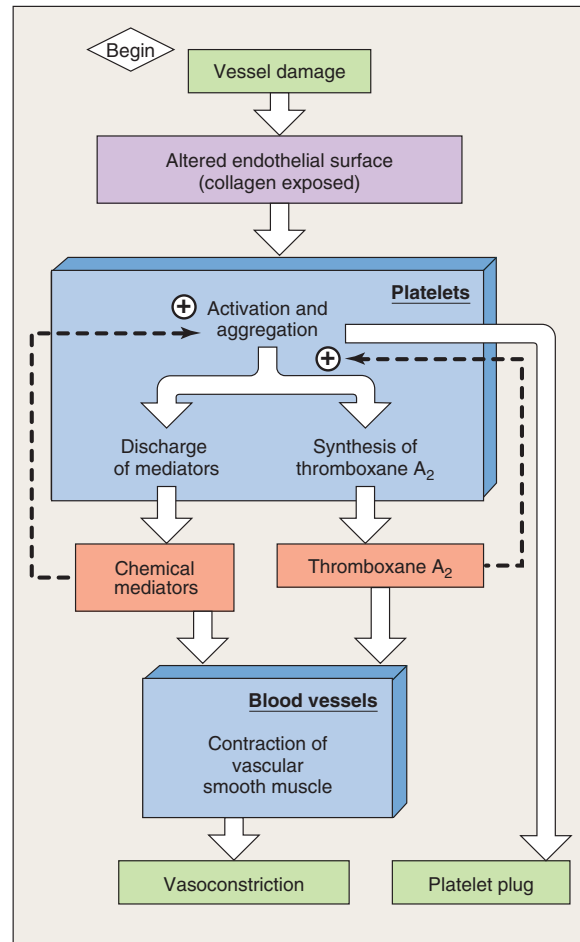 Begin
Vessel damage
Altered endothelial surface
(collagen exposed)
Platelets
+
Activation and
aggregation
+
Discharge
of mediators
Synthesis of
thromboxane A₂
Chemical
mediators
Thromboxane A₂
Blood vessels
Contraction of
vascular
smooth muscle
Vasoconstriction
Platelet plug